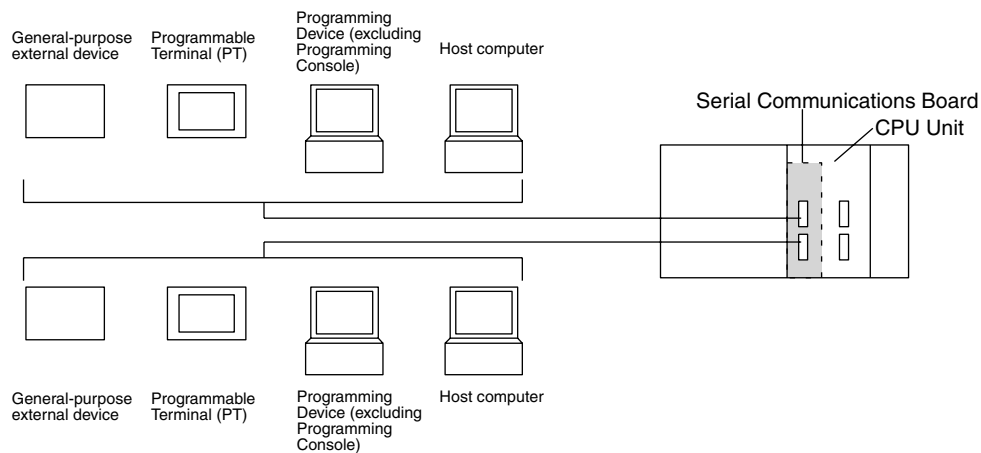 General-purpose
external device
Programmable
Terminal (PT)
Programming
Device (excluding
Programming
Console)
Host computer
Serial Communications Board
CPU Unit
General-purpose
external device
Programmable
Terminal (PT)
Programming
Device (excluding
Programming
Console)
Host computer